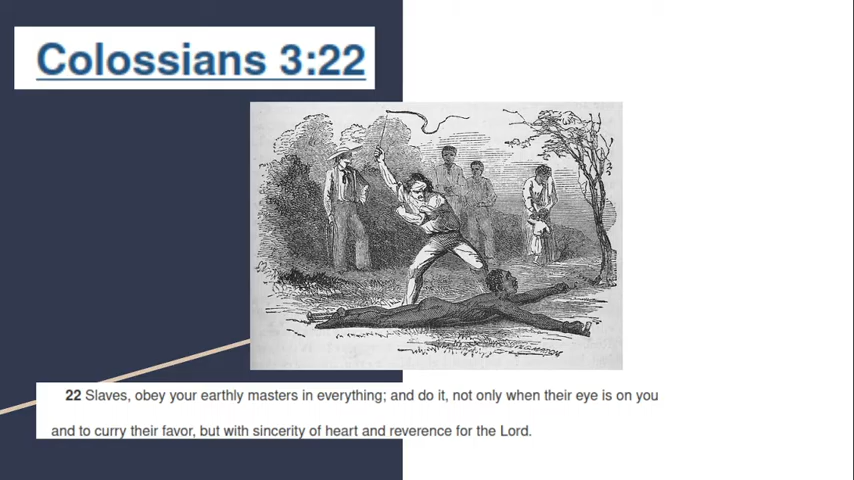 Colossians 3:22
22 Slaves, obey your earthly masters in everything; and do it, not only when their eye is on you
and to curry their favor, but with sincerity of heart and reverence for the Lord.